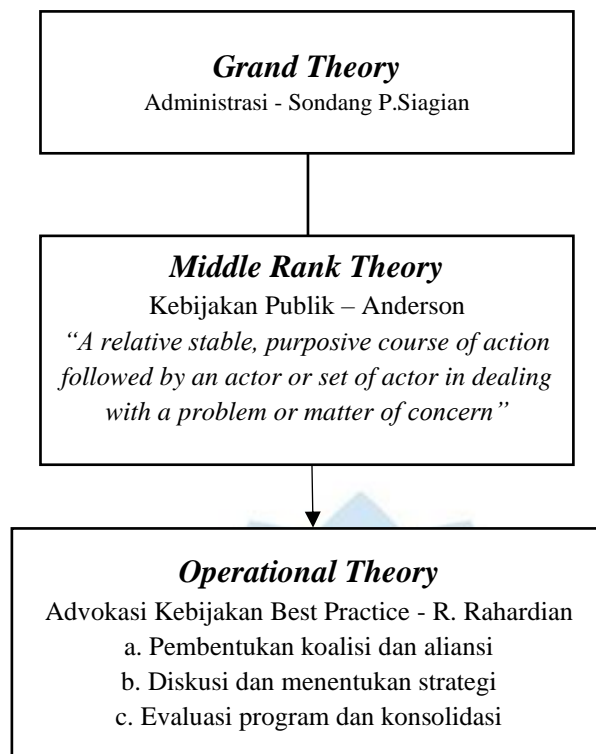 Grand Theory
Administrasi - Sondang P.Siagian
Middle Rank Theory
Kebijakan Publik – Anderson
“A relative stable, purposive course of action
followed by an actor or set of actor in dealing
with a problem or matter of concern”
Operational Theory
Advokasi Kebijakan Best Practice - R. Rahardian
a. Pembentukan koalisi dan aliansi
b. Diskusi dan menentukan strategi
c. Evaluasi program dan konsolidasi